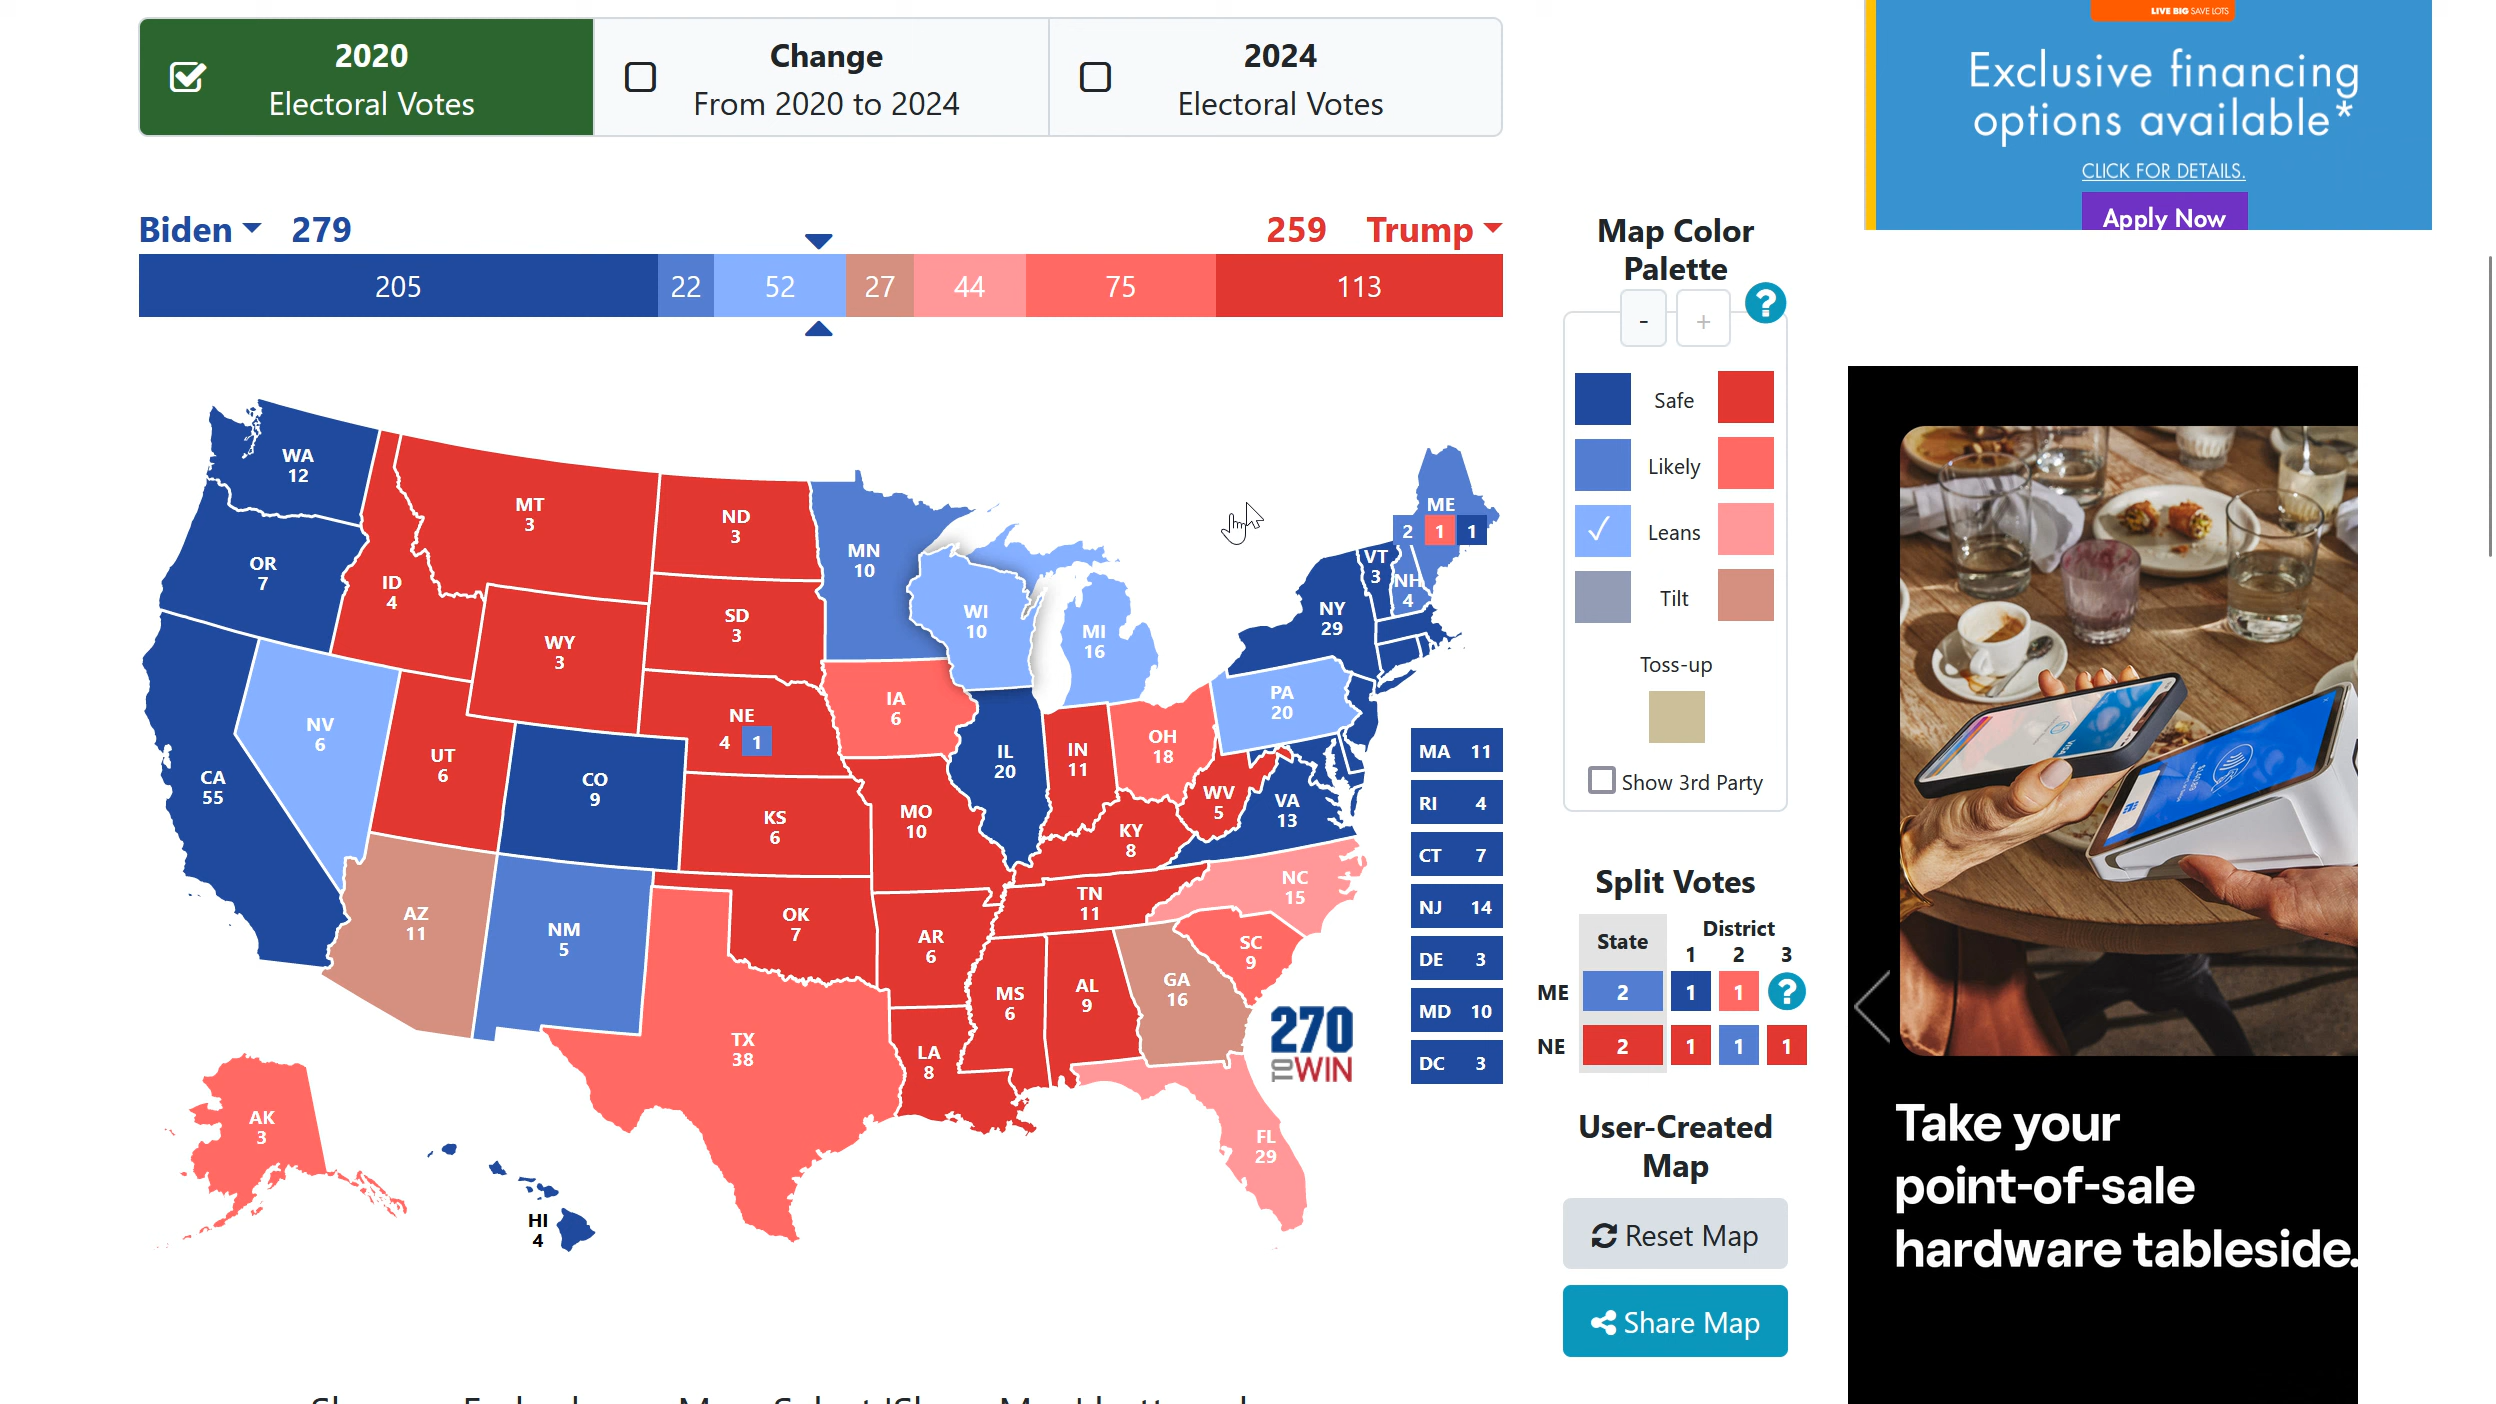 2020
Electoral Votes
Change
From 2020 to 2024
2024
Electoral Votes
LIVE BIG SAVE LOTS
Exclusive financing
options available*
CLICK FOR DETAILS.
Apply Now
Biden 279
259 Trump
205 22 52 27 44 75 113
Map Color
Palette
- +
?
Safe
Likely
Leans
Tilt
Toss-up
Show 3rd Party
WA
12
OR
7
CA
55
NV
6
ID
4
MT
3
WY
3
UT
6
AZ
11
CO
9
NM
5
ND
3
SD
3
NE
4 1
KS
6
OK
7
TX
38
MN
10
IA
6
MO
10
AR
6
LA
8
WI
10
IL
20
MI
16
IN
11
OH
18
KY
8
TN
11
MS
6
AL
9
GA
16
FL
29
SC
9
NC
15
VA
13
WV
5
PA
20
NY
29
VT
3
NH
4
ME
2 1 1
AK
3
HI
4
MA 11
RI 4
CT 7
NJ 14
DE 3
MD 10
DC 3
270
TO WIN
Split Votes
State
District
1 2 3
ME 2 1 1 ?
NE 2 1 1 1
User-Created
Map
Reset Map
Share Map
Take your
point-of-sale
hardware tableside.